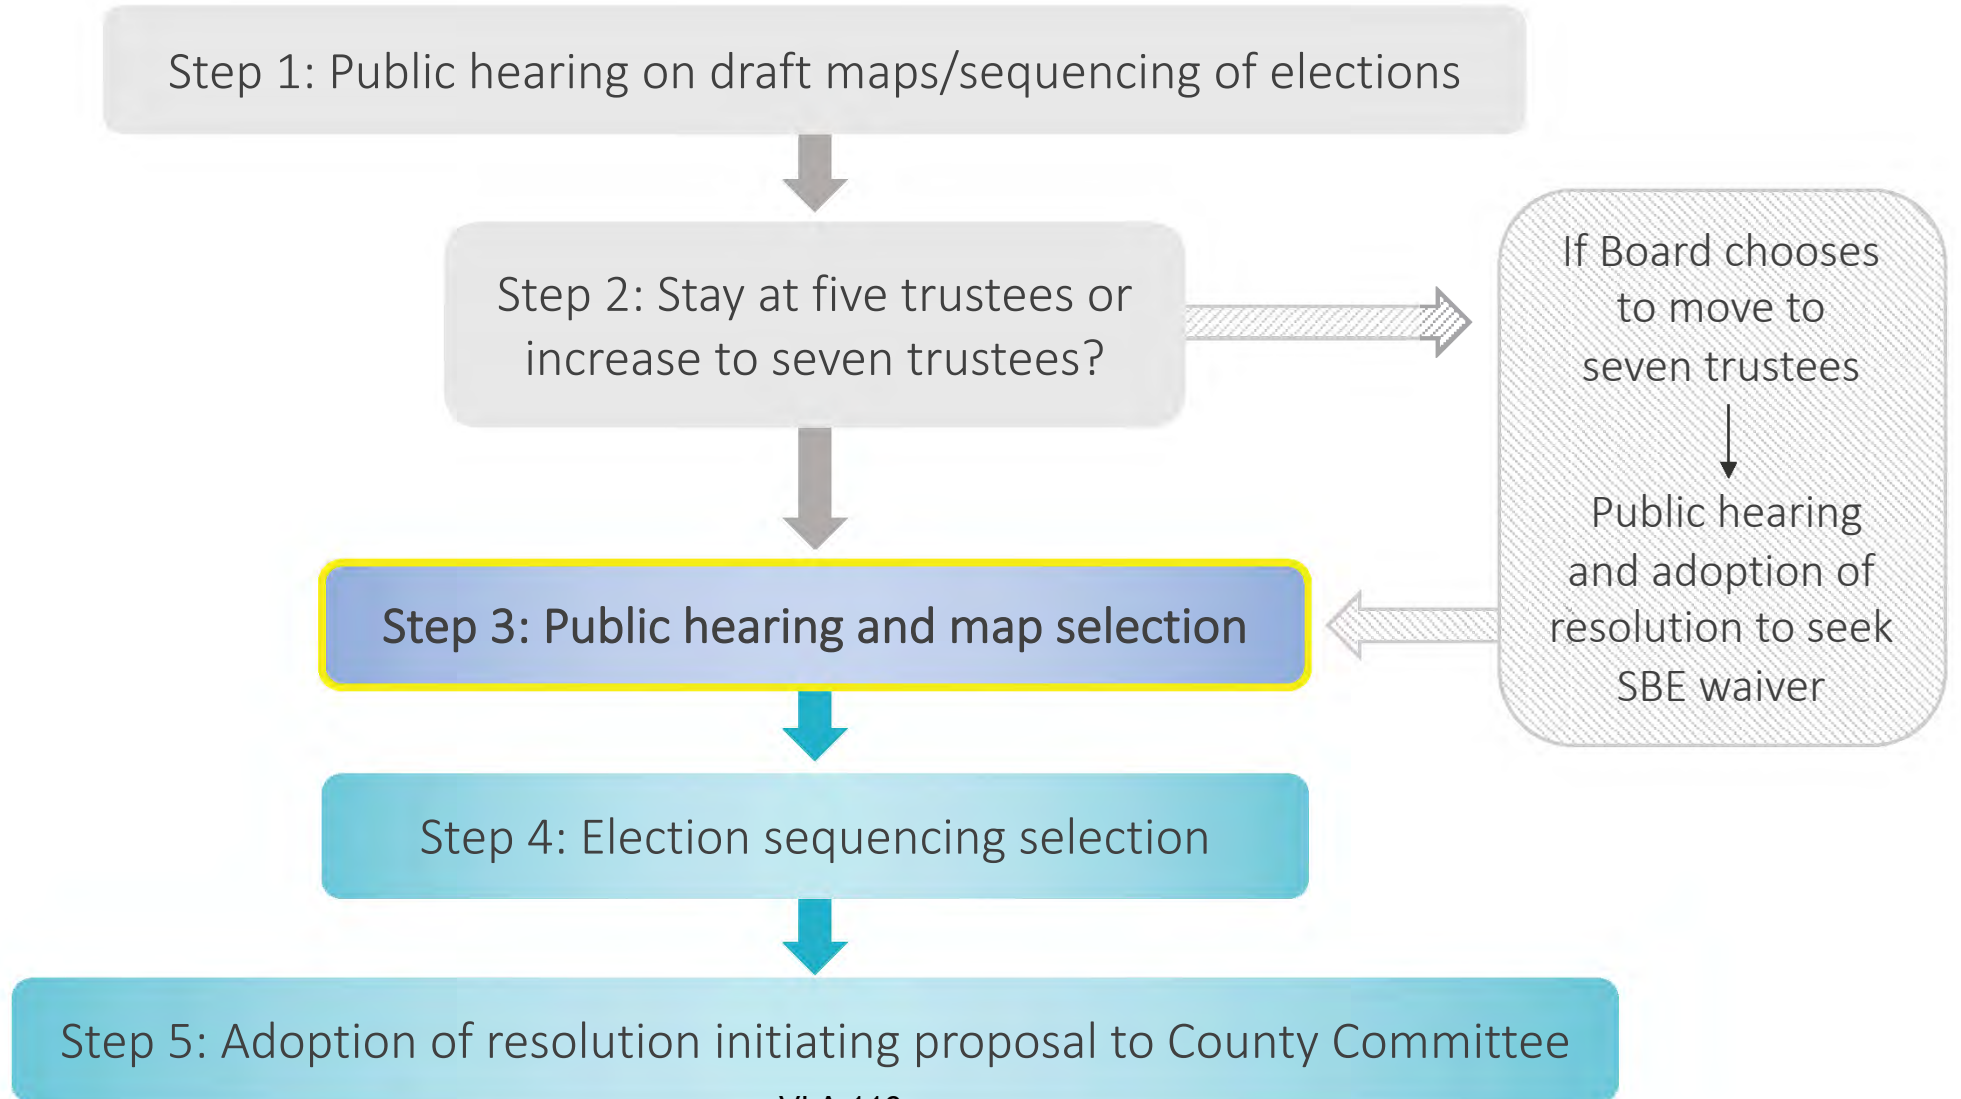 Step 1: Public hearing on draft maps/sequencing of elections
Step 2: Stay at five trustees or
increase to seven trustees?
If Board chooses
to move to
seven trustees
Public hearing
and adoption of
resolution to seek
SBE waiver
Step 3: Public hearing and map selection
Step 4: Election sequencing selection
Step 5: Adoption of resolution initiating proposal to County Committee